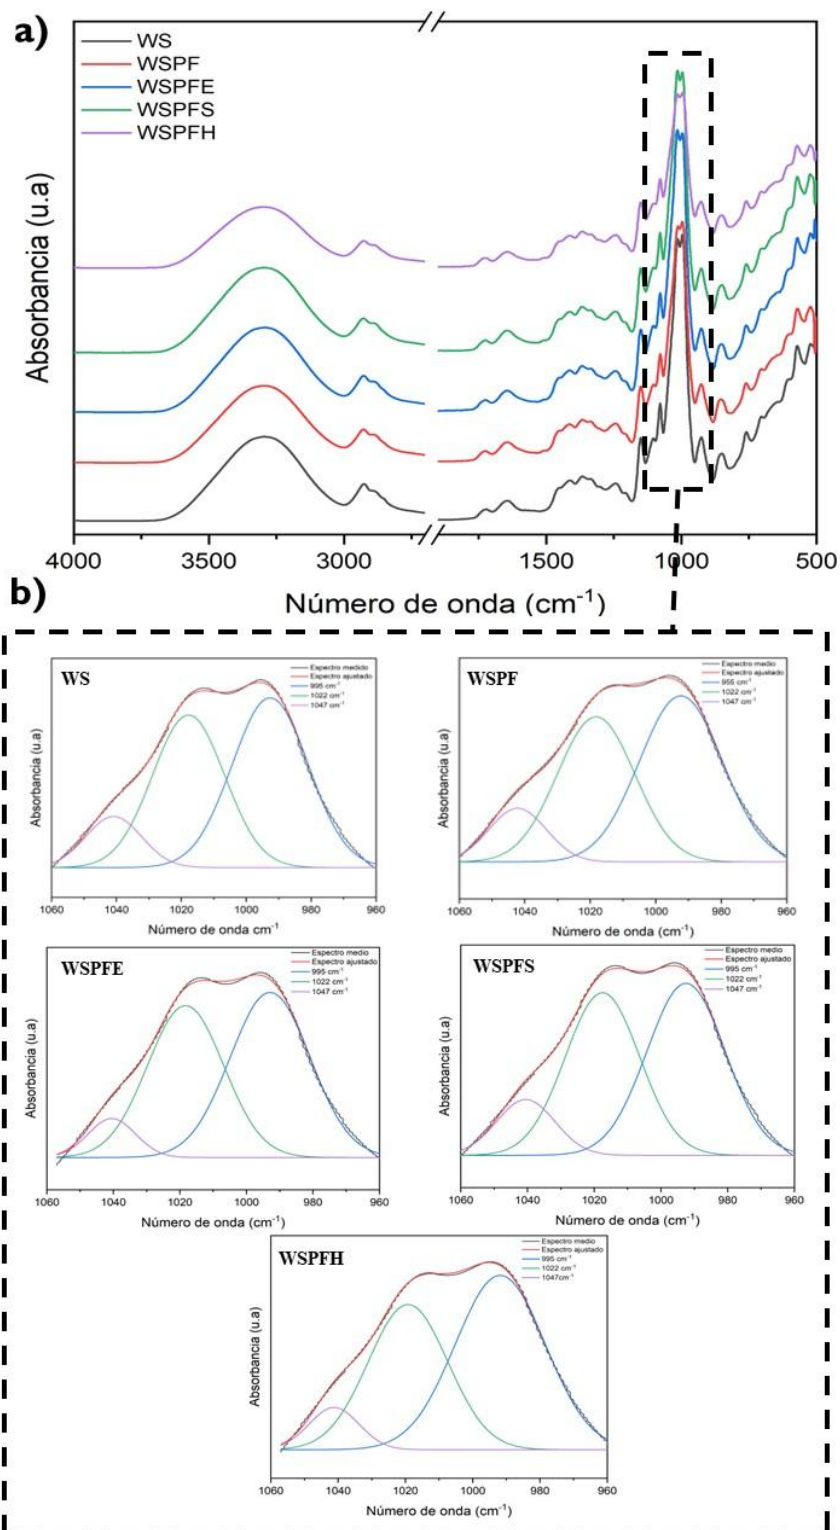 a)
WS
WSPF
WSPFE
WSPFS
WSPFH
Absorbancia (u.a)
4000 3500 3000 1500 1000 500
Número de onda (cm⁻¹)
b)
WS
Espectro medido
Espectro ajustado
995 cm⁻¹
1022 cm⁻¹
1047 cm⁻¹
Absorbancia (u.a)
1060 1040 1020 1000 980 960
Número de onda cm⁻¹
WSPF
Espectro medio
Espectro ajustado
955 cm⁻¹
1022 cm⁻¹
1047 cm⁻¹
Absorbancia (u.a)
1060 1040 1020 1000 980 960
Número de onda (cm⁻¹)
WSPFE
Espectro medio
Espectro ajustado
995 cm⁻¹
1022 cm⁻¹
1047 cm⁻¹
Absorbancia (u.a)
1060 1040 1020 1000 980 960
Número de onda (cm⁻¹)
WSPFS
Espectro medio
Espectro ajustado
995 cm⁻¹
1022 cm⁻¹
1047 cm⁻¹
Absorbancia (u.a)
1060 1040 1020 1000 980 960
Número de onda (cm⁻¹)
WSPFH
Espectro medio
Espectro ajustado
995 cm⁻¹
1022 cm⁻¹
1047cm⁻¹
Absorbancia (u.a)
1060 1040 1020 1000 980 960
Número de onda (cm⁻¹)